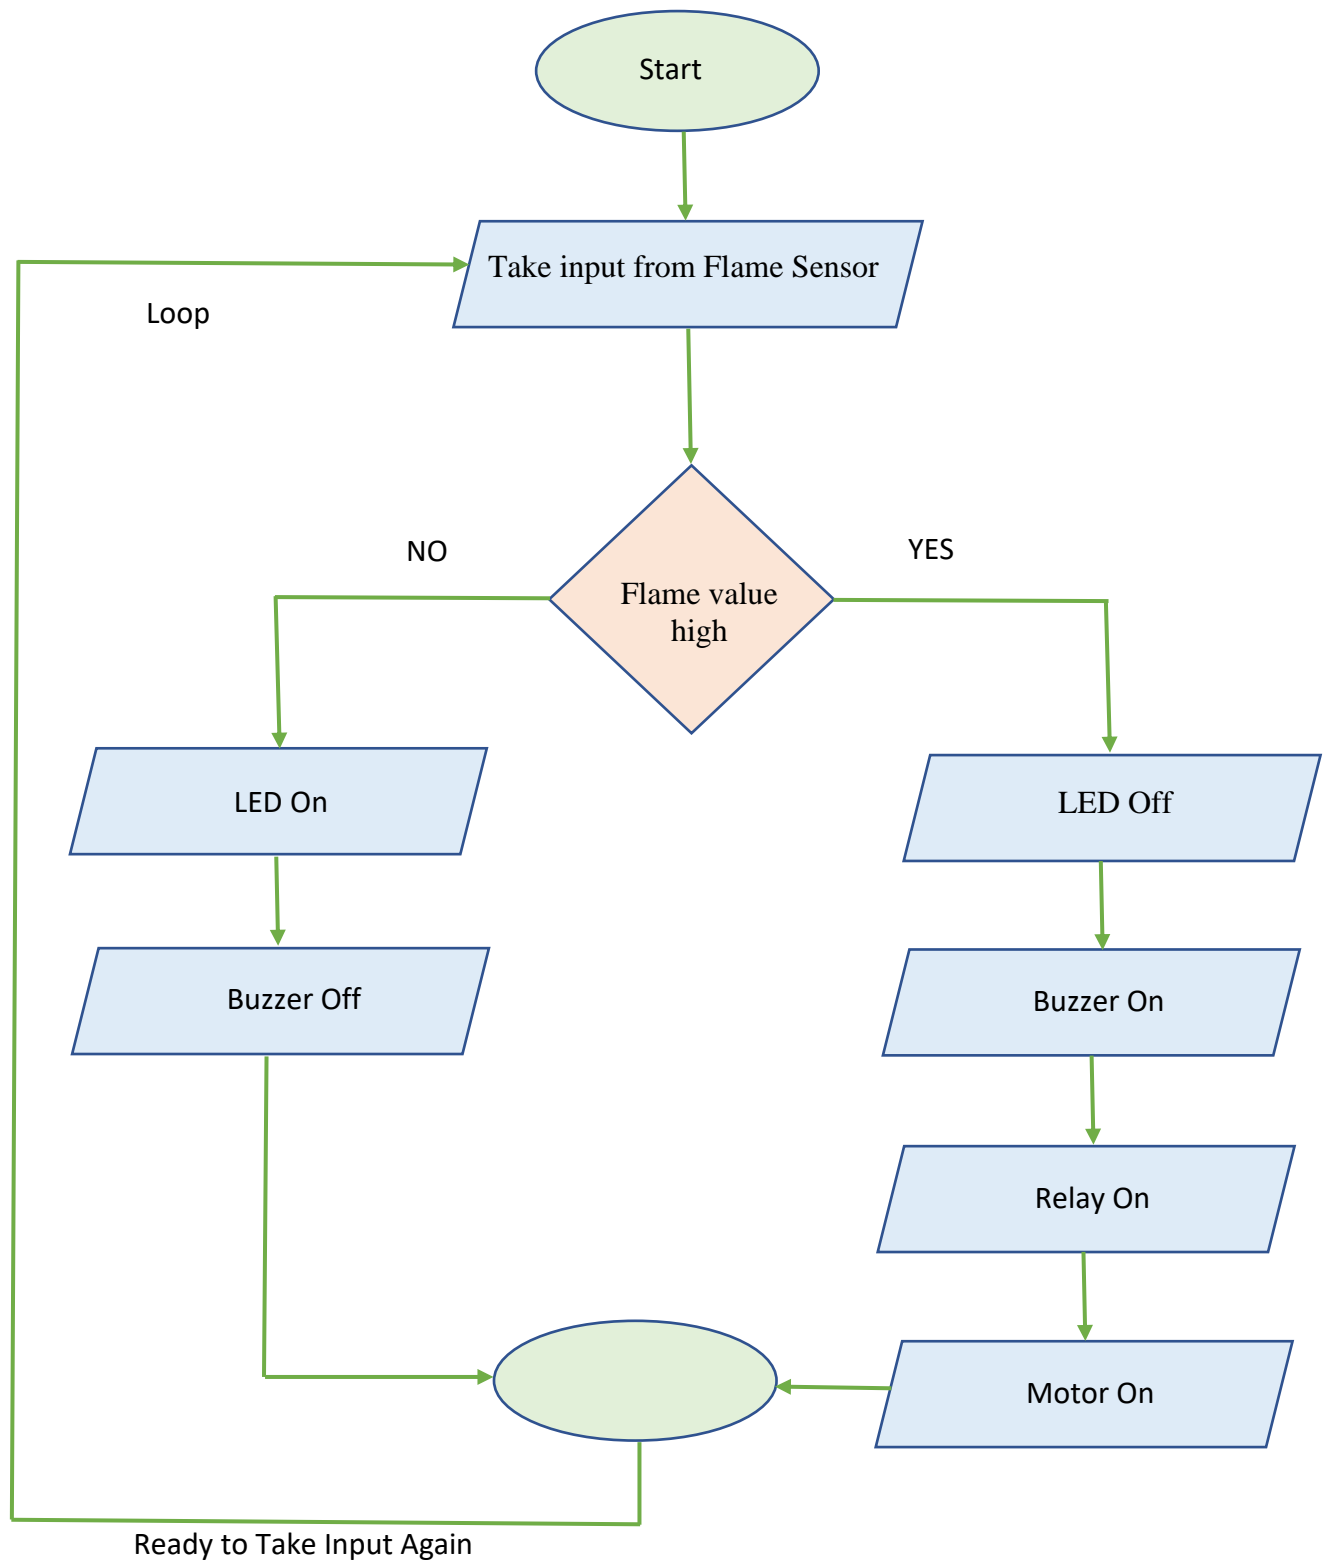 Start
Take input from Flame Sensor
Loop
NO
YES
Flame value
high
LED On
LED Off
Buzzer Off
Buzzer On
Relay On
Motor On
Ready to Take Input Again